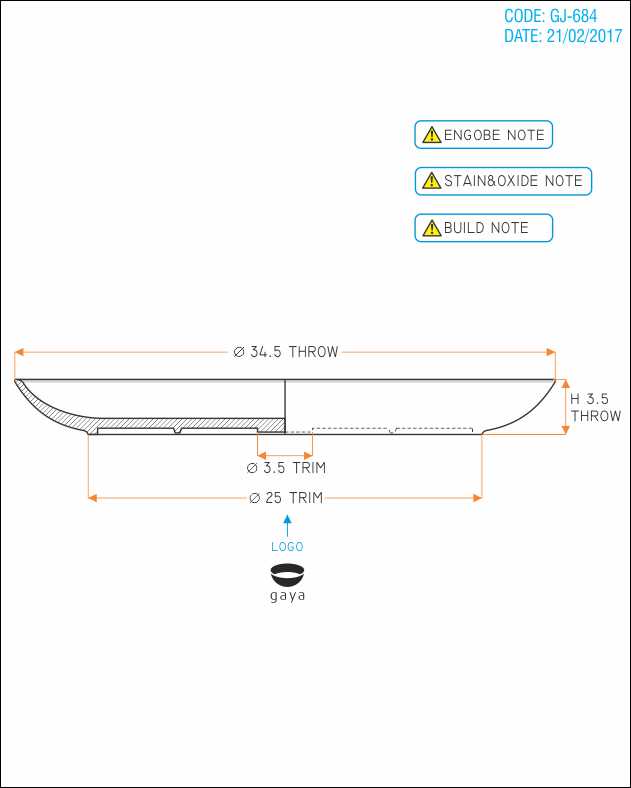 CODE: GJ-684
DATE: 21/02/2017
ENGOBE NOTE
STAIN&OXIDE NOTE
BUILD NOTE
⌀ 34.5 THROW
H 3.5
THROW
⌀ 3.5 TRIM
⌀ 25 TRIM
LOGO
gaya